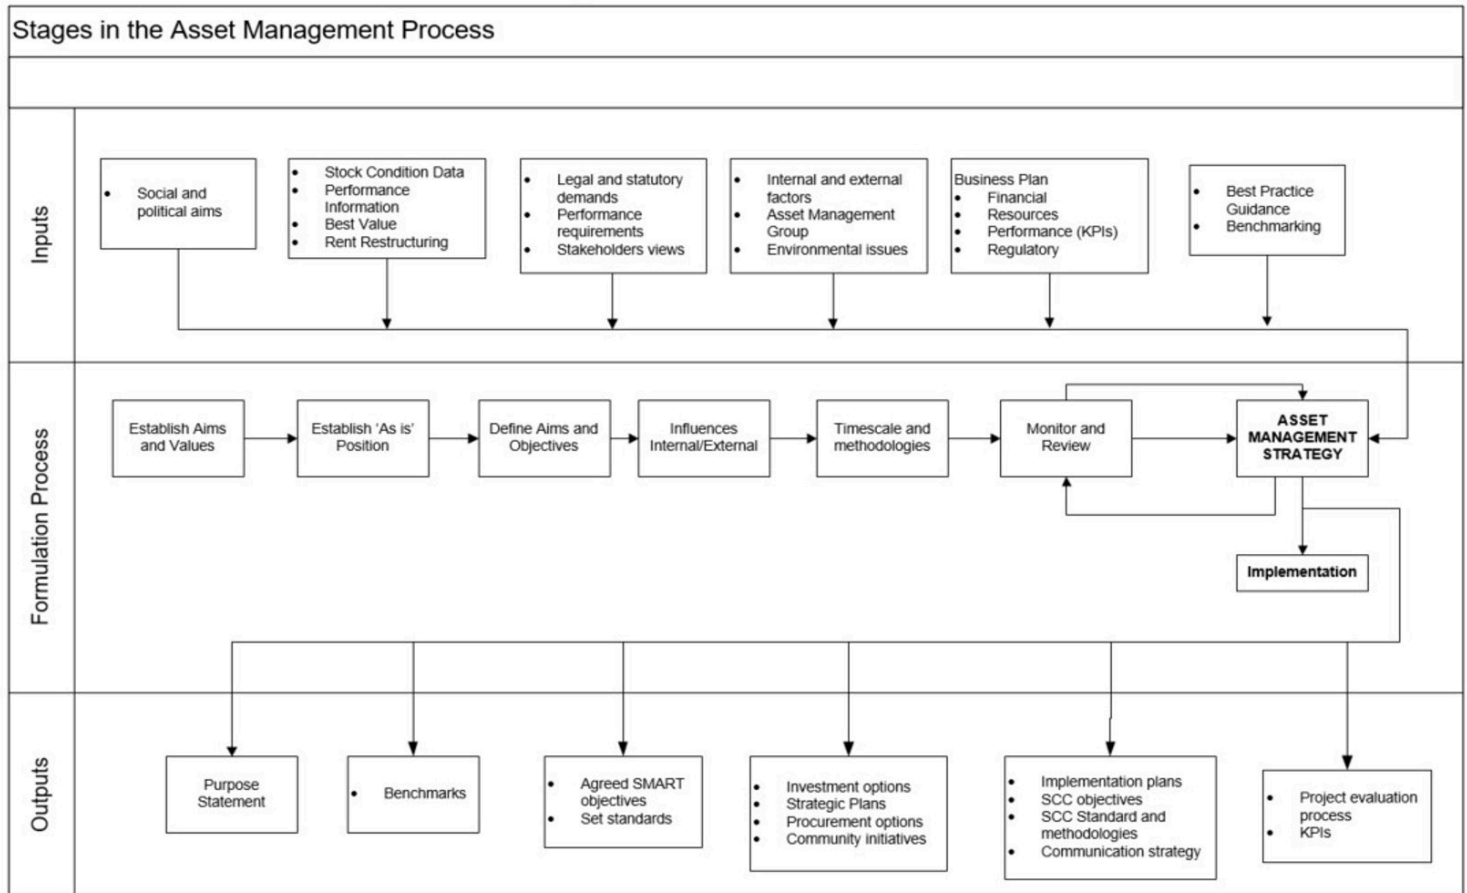 Stages in the Asset Management Process
Inputs
• Social and
political aims
• Stock Condition Data
• Performance
Information
• Best Value
• Rent Restructuring
• Legal and statutory
demands
• Performance
requirements
• Stakeholders views
• Internal and external
factors
• Asset Management
Group
• Environmental issues
Business Plan
• Financial
• Resources
• Performance (KPIs)
• Regulatory
• Best Practice
Guidance
• Benchmarking
Formulation Process
Establish Aims
and Values
Establish 'As is'
Position
Define Aims and
Objectives
Influences
Internal/External
Timescale and
methodologies
Monitor and
Review
ASSET
MANAGEMENT
STRATEGY
Implementation
Outputs
Purpose
Statement
• Benchmarks
• Agreed SMART
objectives
• Set standards
• Investment options
• Strategic Plans
• Procurement options
• Community initiatives
• Implementation plans
• SCC objectives
• SCC Standard and
methodologies
• Communication strategy
• Project evaluation
process
• KPIs